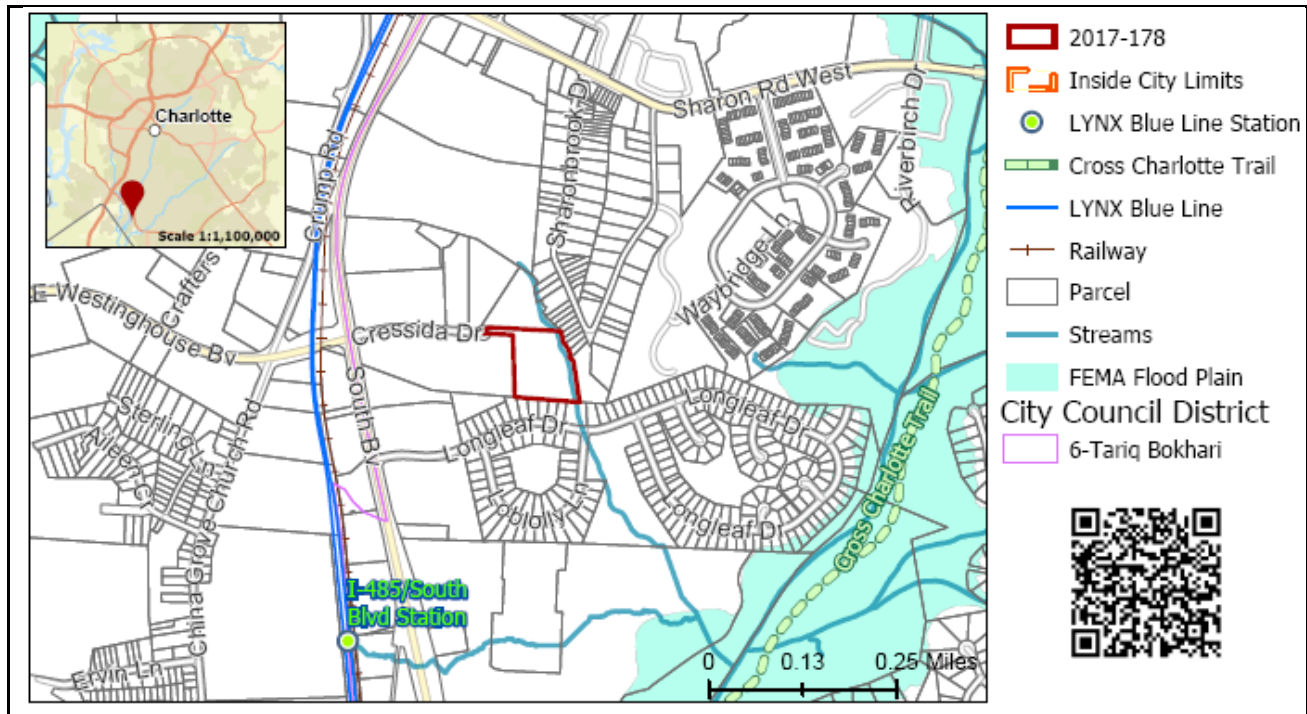 Charlotte
Scale 1:1,100,000
Sharon Rd West
Riverbirch Dr
Sharonbrook Dr
Crump Rd
Crafters
Waybridge Ln
E Westinghouse Bv
Cressida Dr
South Bv
Longleaf Dr
Longleaf Dr
Sterling
Aileen Ct
China Grove Church Rd
Loblolly Ln
Longleaf Dr
Cross Charlotte Trail
I-485/South
Blvd Station
Ervin Ln
0 0.13 0.25 Miles
2017-178
Inside City Limits
LYNX Blue Line Station
Cross Charlotte Trail
LYNX Blue Line
Railway
Parcel
Streams
FEMA Flood Plain
City Council District
6-Tariq Bokhari